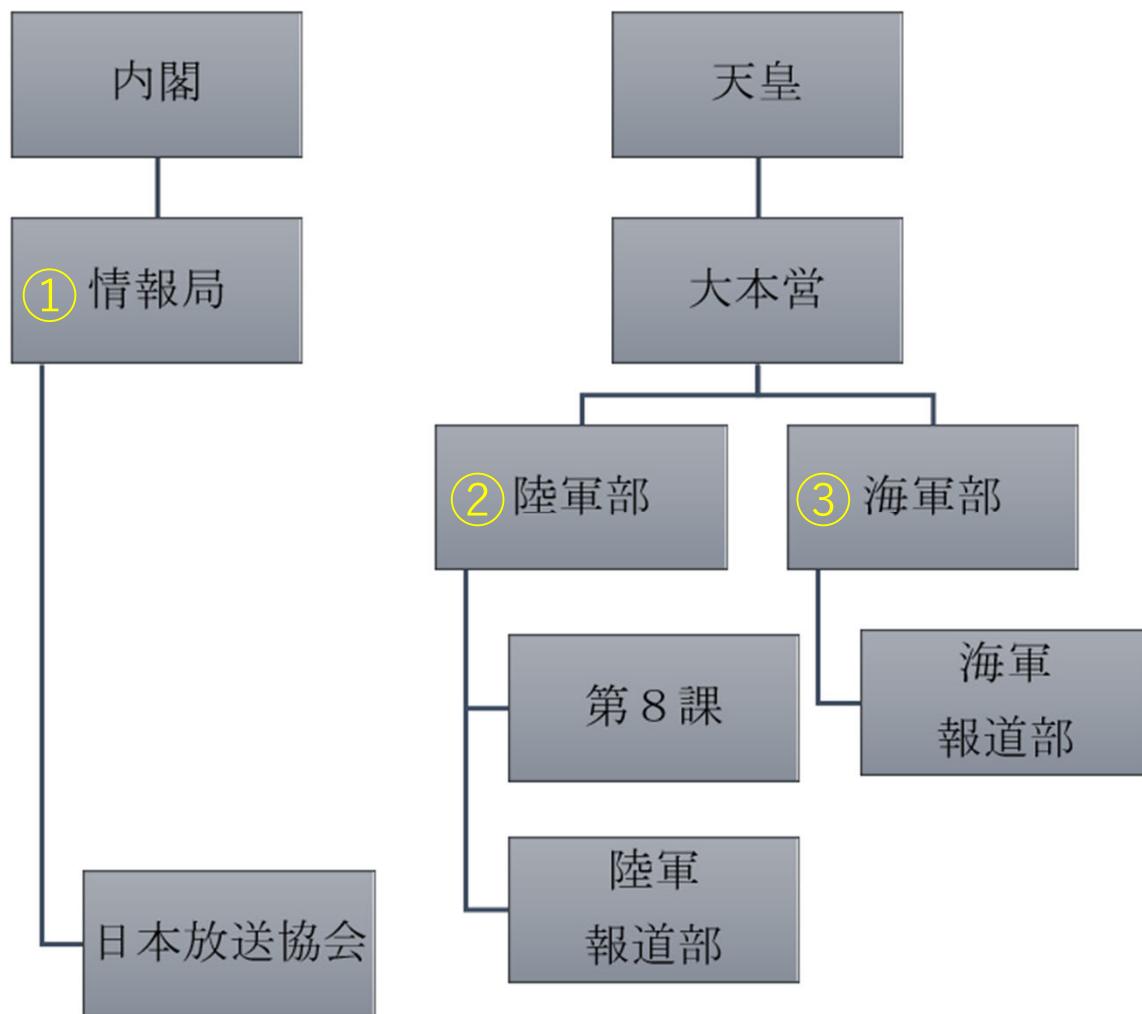 内閣
天皇
①情報局
大本営
②陸軍部
③海軍部
第８課
海軍
報道部
陸軍
報道部
日本放送協会